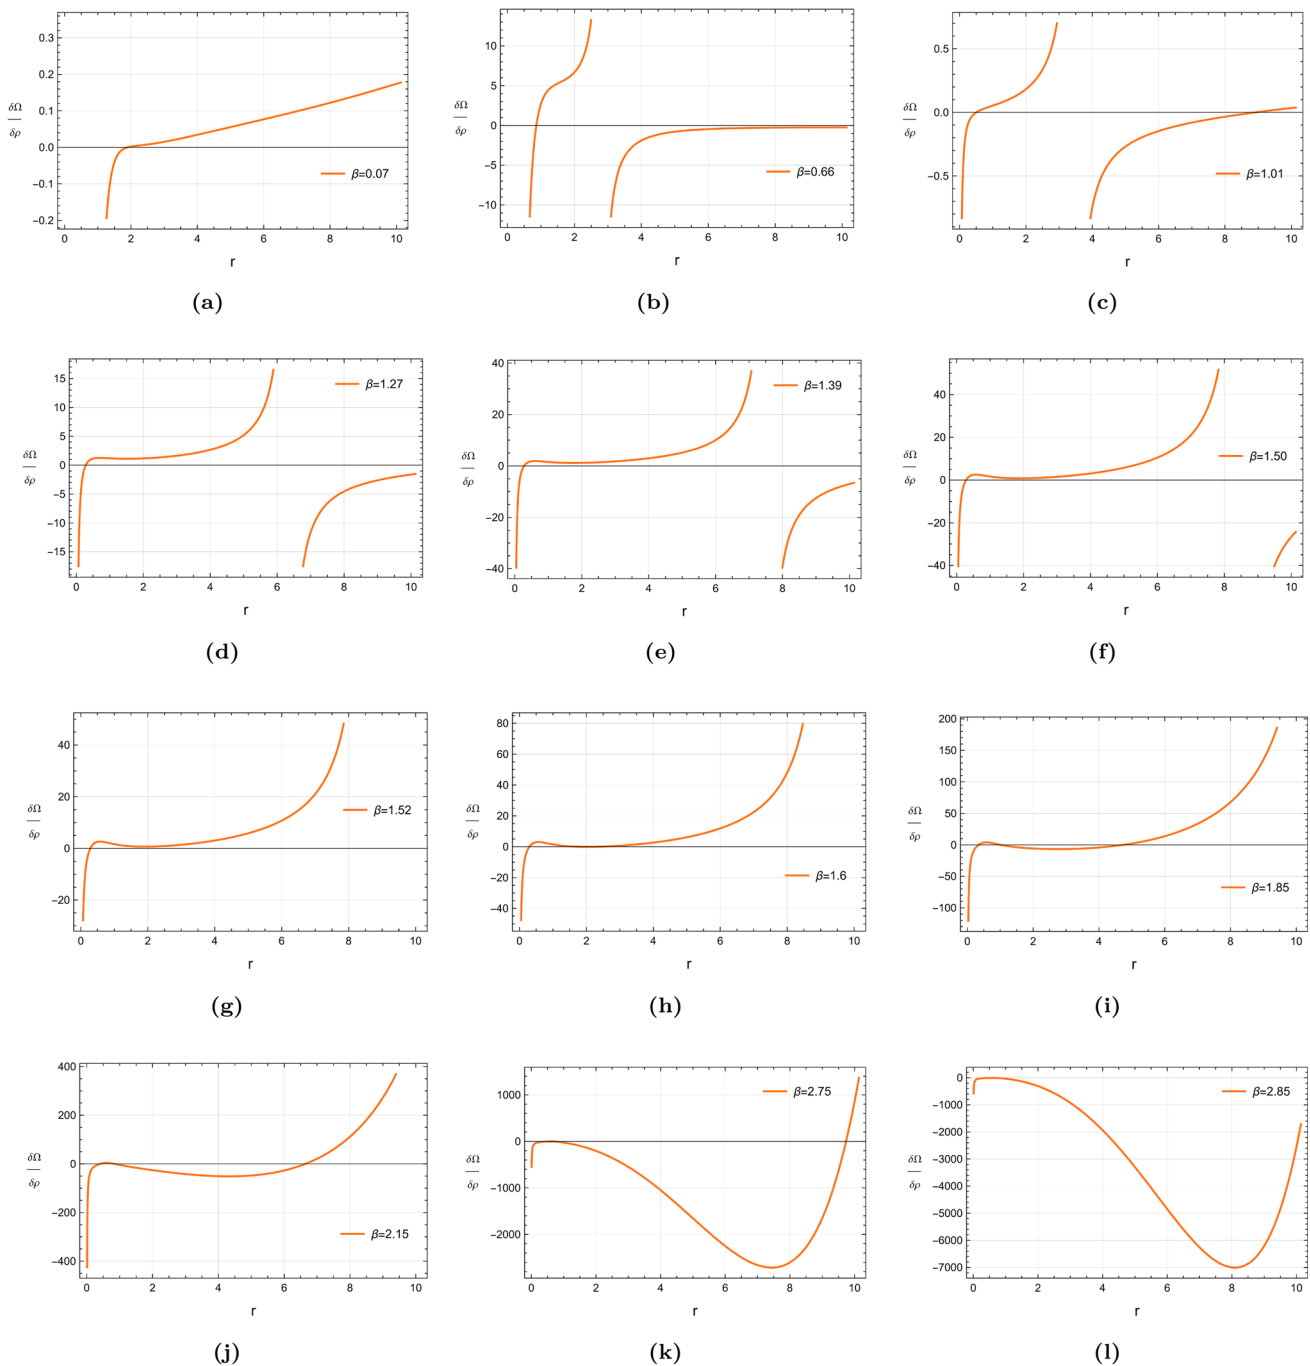 0.3
0.2
0.1
0.0
−0.1
−0.2
δΩ
δρ
β=0.07
0 2 4 6 8 10
r
(a)
10
5
0
−5
−10
δΩ
δρ
β=0.66
0 2 4 6 8 10
r
(b)
0.5
0.0
−0.5
δΩ
δρ
β=1.01
0 2 4 6 8 10
r
(c)
15
10
5
0
−5
−10
−15
δΩ
δρ
β=1.27
0 2 4 6 8 10
r
(d)
40
20
0
−20
−40
δΩ
δρ
β=1.39
0 2 4 6 8 10
r
(e)
40
20
0
−20
−40
δΩ
δρ
β=1.50
0 2 4 6 8 10
r
(f)
40
20
0
−20
δΩ
δρ
β=1.52
0 2 4 6 8 10
r
(g)
80
60
40
20
0
−20
−40
δΩ
δρ
β=1.6
0 2 4 6 8 10
r
(h)
200
150
100
50
0
−50
−100
δΩ
δρ
β=1.85
0 2 4 6 8 10
r
(i)
400
200
0
−200
−400
δΩ
δρ
β=2.15
0 2 4 6 8 10
r
(j)
1000
0
−1000
−2000
δΩ
δρ
β=2.75
0 2 4 6 8 10
r
(k)
0
−1000
−2000
−3000
−4000
−5000
−6000
−7000
δΩ
δρ
β=2.85
0 2 4 6 8 10
r
(l)